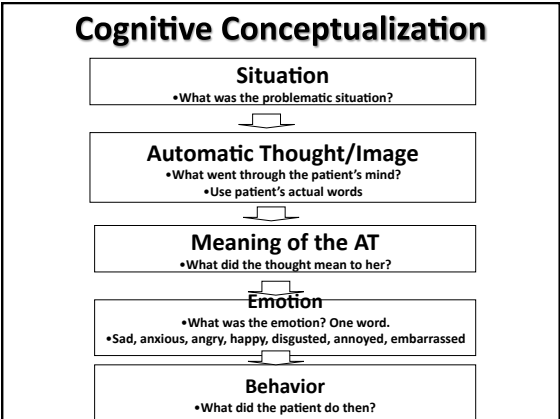 Cognitive Conceptualization
Situation
•What was the problematic situation?
Automatic Thought/Image
•What went through the patient's mind?
•Use patient's actual words
Meaning of the AT
•What did the thought mean to her?
Emotion
•What was the emotion? One word.
•Sad, anxious, angry, happy, disgusted, annoyed, embarrassed
Behavior
•What did the patient do then?